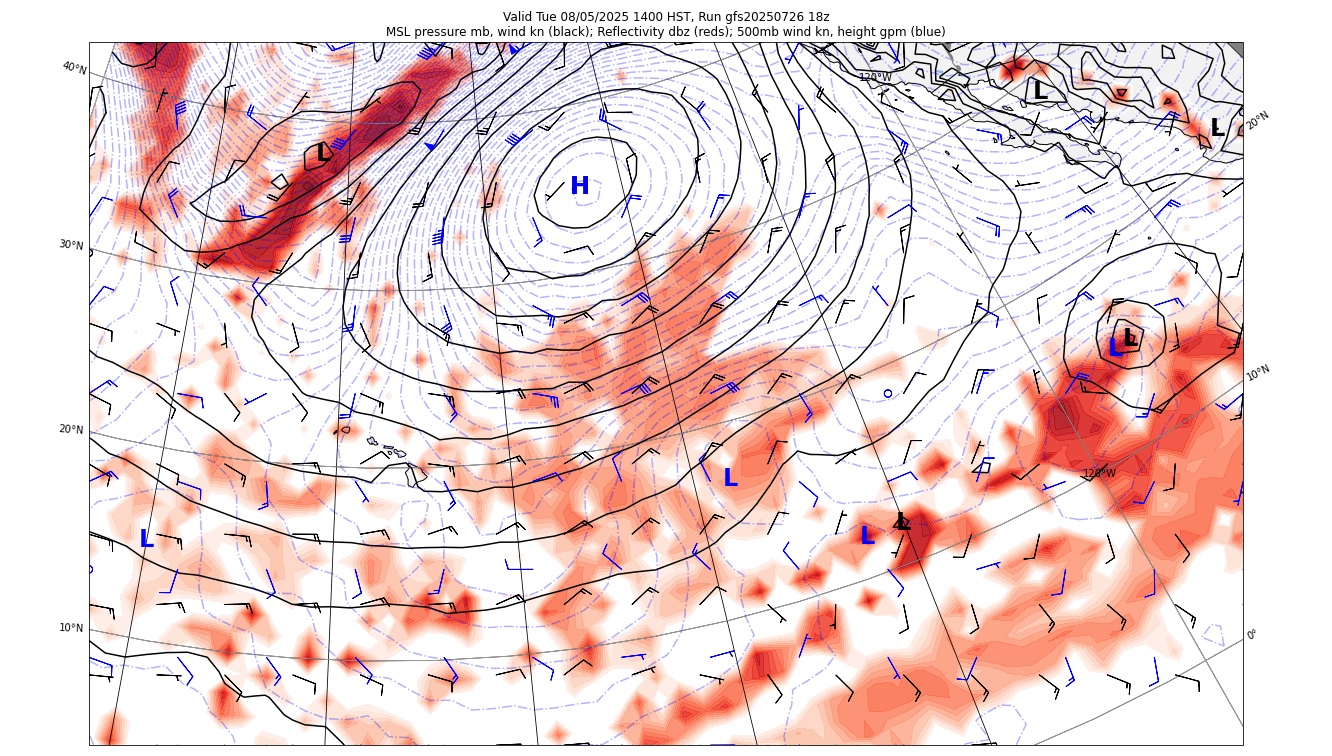 Valid Tue 08/05/2025 1400 HST, Run gfs20250726 18z
MSL pressure mb, wind kn (black); Reflectivity dbz (reds); 500mb wind kn, height gpm (blue)
40°N
120°W
L
20°N
L
L
H
30°N
L
L
10°N
20°N
120°W
L
L
L
L
10°N
0°